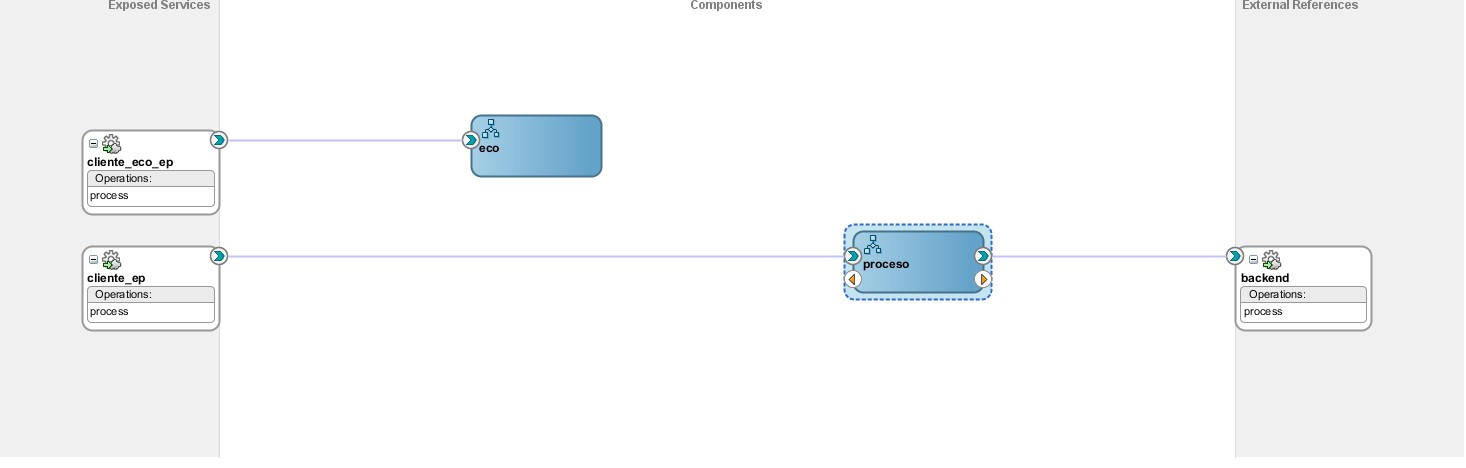 Exposed Services
Components
External References
cliente_eco_ep
Operations:
process
eco
cliente_ep
Operations:
process
proceso
backend
Operations:
process